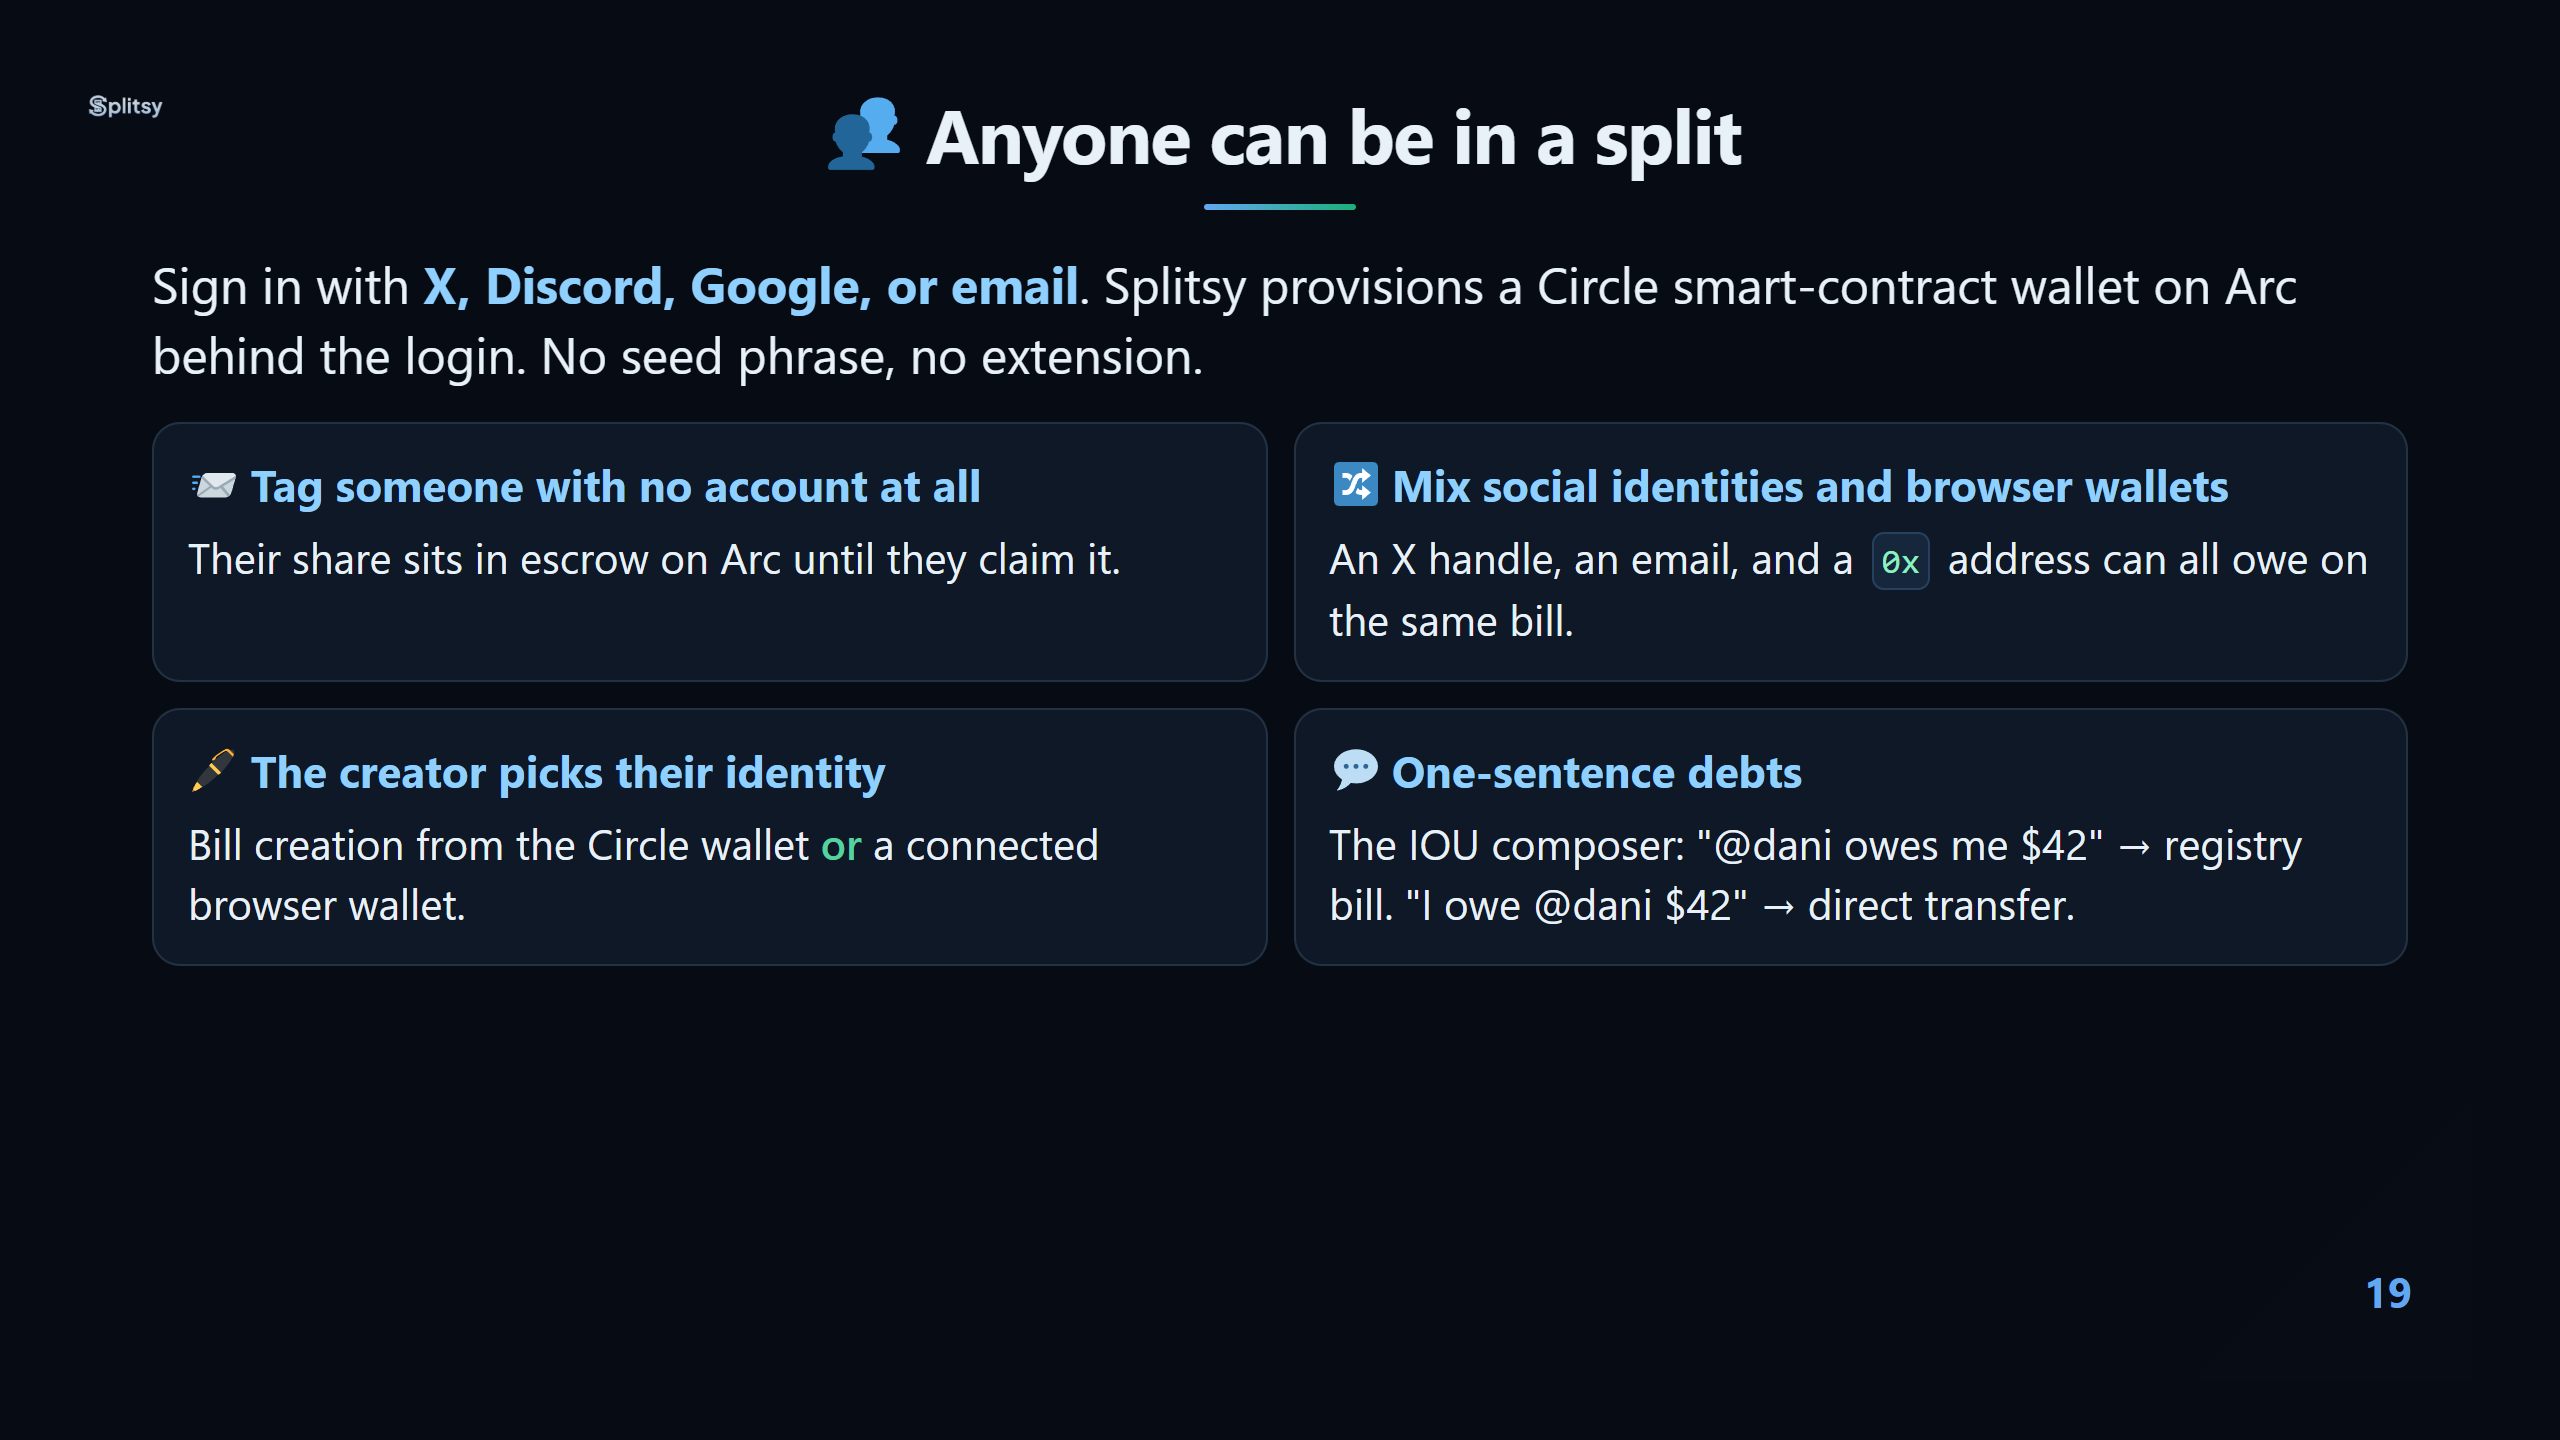 Splitsy
Anyone can be in a split
Sign in with X, Discord, Google, or email. Splitsy provisions a Circle smart-contract wallet on Arc
behind the login. No seed phrase, no extension.
Tag someone with no account at all
Their share sits in escrow on Arc until they claim it.
Mix social identities and browser wallets
An X handle, an email, and a 0x address can all owe on
the same bill.
The creator picks their identity
Bill creation from the Circle wallet or a connected
browser wallet.
One-sentence debts
The IOU composer: "@dani owes me $42" → registry
bill. "I owe @dani $42" → direct transfer.
19